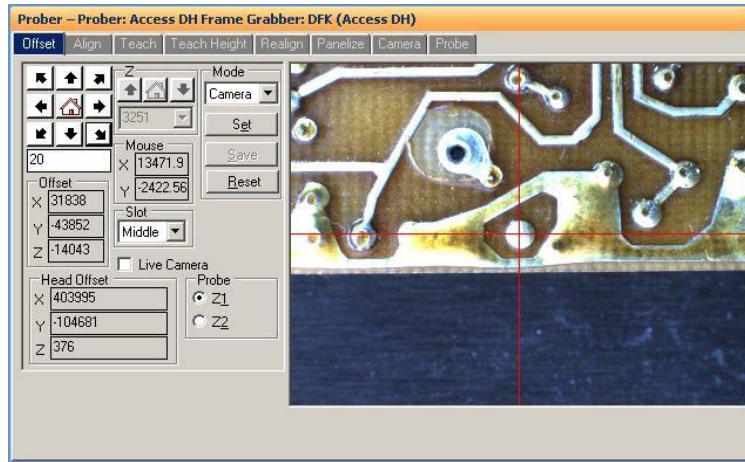 Prober – Prober: Access DH Frame Grabber: DFK (Access DH)
Offset Align Teach Teach Height Realign Panelize Camera Probe
Z
3251
20
Mouse
X 13471.9
Y -2422.56
Mode
Camera
Set
Save
Reset
Offset
X 31838
Y -43852
Z -14043
Slot
Middle
Live Camera
Head Offset
X 403995
Y -104681
Z 376
Probe
Z1
Z2